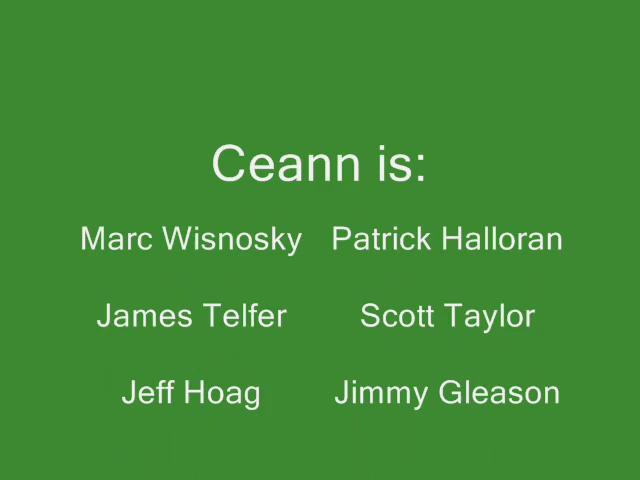 Ceann is:
Marc Wisnosky Patrick Halloran
James Telfer Scott Taylor
Jeff Hoag Jimmy Gleason